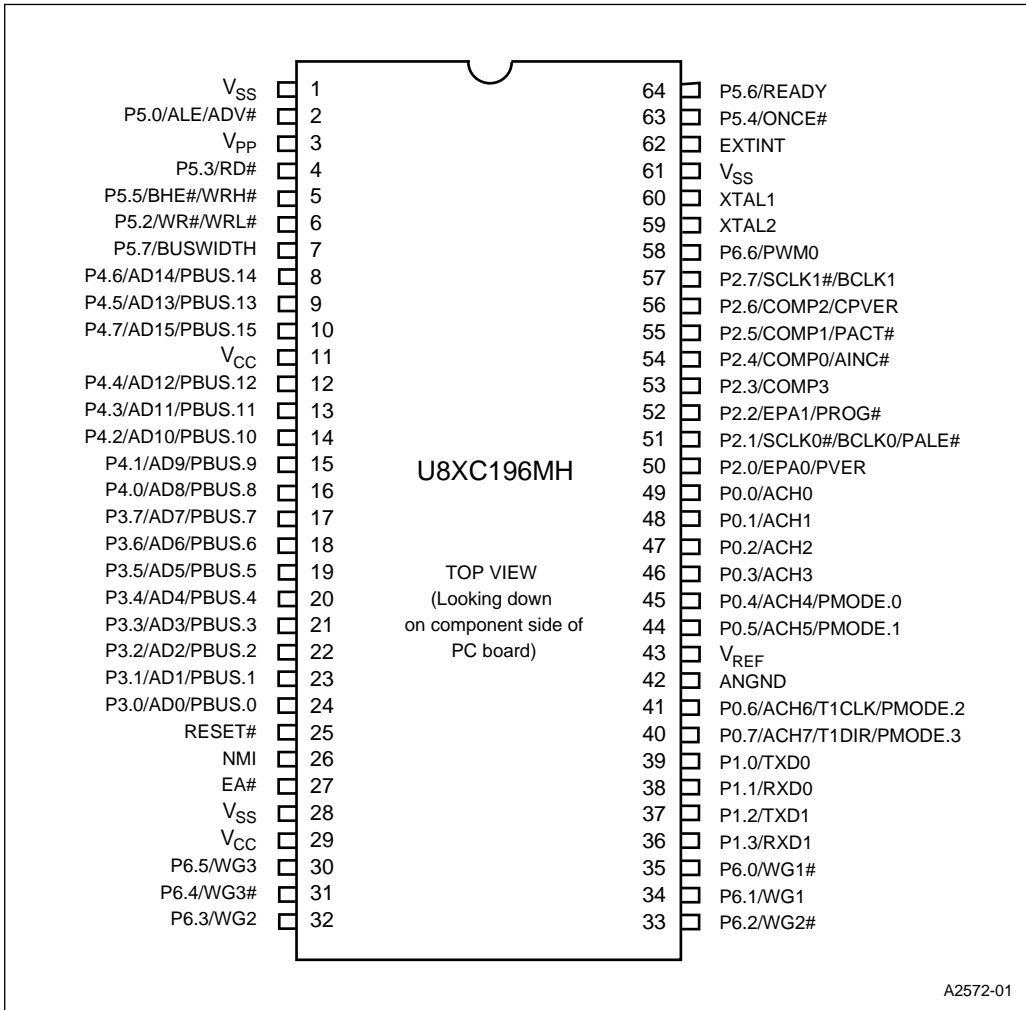 V_SS 1
P5.0/ALE/ADV# 2
V_PP 3
P5.3/RD# 4
P5.5/BHE#/WRH# 5
P5.2/WR#/WRL# 6
P5.7/BUSWIDTH 7
P4.6/AD14/PBUS.14 8
P4.5/AD13/PBUS.13 9
P4.7/AD15/PBUS.15 10
V_CC 11
P4.4/AD12/PBUS.12 12
P4.3/AD11/PBUS.11 13
P4.2/AD10/PBUS.10 14
P4.1/AD9/PBUS.9 15
P4.0/AD8/PBUS.8 16
P3.7/AD7/PBUS.7 17
P3.6/AD6/PBUS.6 18
P3.5/AD5/PBUS.5 19
P3.4/AD4/PBUS.4 20
P3.3/AD3/PBUS.3 21
P3.2/AD2/PBUS.2 22
P3.1/AD1/PBUS.1 23
P3.0/AD0/PBUS.0 24
RESET# 25
NMI 26
EA# 27
V_SS 28
V_CC 29
P6.5/WG3 30
P6.4/WG3# 31
P6.3/WG2 32
U8XC196MH
TOP VIEW
(Looking down
on component side of
PC board)
64 P5.6/READY
63 P5.4/ONCE#
62 EXTINT
61 V_SS
60 XTAL1
59 XTAL2
58 P6.6/PWM0
57 P2.7/SCLK1#/BCLK1
56 P2.6/COMP2/CPVER
55 P2.5/COMP1/PACT#
54 P2.4/COMP0/AINC#
53 P2.3/COMP3
52 P2.2/EPA1/PROG#
51 P2.1/SCLK0#/BCLK0/PALE#
50 P2.0/EPA0/PVER
49 P0.0/ACH0
48 P0.1/ACH1
47 P0.2/ACH2
46 P0.3/ACH3
45 P0.4/ACH4/PMODE.0
44 P0.5/ACH5/PMODE.1
43 V_REF
42 ANGND
41 P0.6/ACH6/T1CLK/PMODE.2
40 P0.7/ACH7/T1DIR/PMODE.3
39 P1.0/TXD0
38 P1.1/RXD0
37 P1.2/TXD1
36 P1.3/RXD1
35 P6.0/WG1#
34 P6.1/WG1
33 P6.2/WG2#
A2572-01